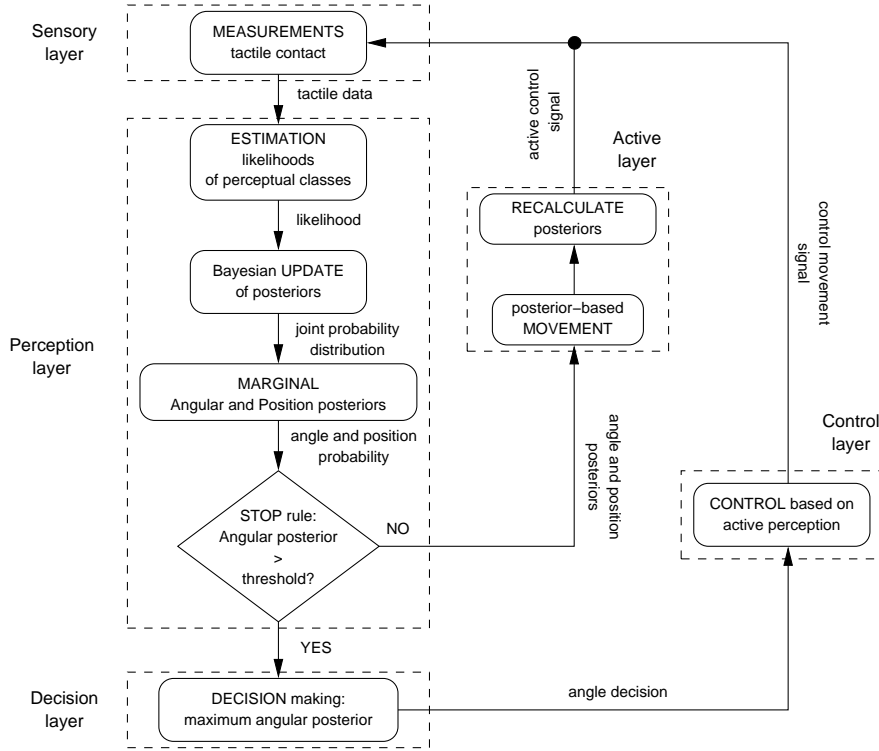 Sensory
layer
MEASUREMENTS
tactile contact
tactile data
ESTIMATION
likelihoods
of perceptual classes
likelihood
Bayesian UPDATE
of posteriors
joint probability
distribution
Perception
layer
MARGINAL
Angular and Position posteriors
angle and position
probability
STOP rule:
Angular posterior
>
threshold?
NO
YES
Decision
layer
DECISION making:
maximum angular posterior
angle decision
active control
signal
Active
layer
RECALCULATE
posteriors
posterior–based
MOVEMENT
angle and position
posteriors
control movement
signal
Control
layer
CONTROL based on
active perception